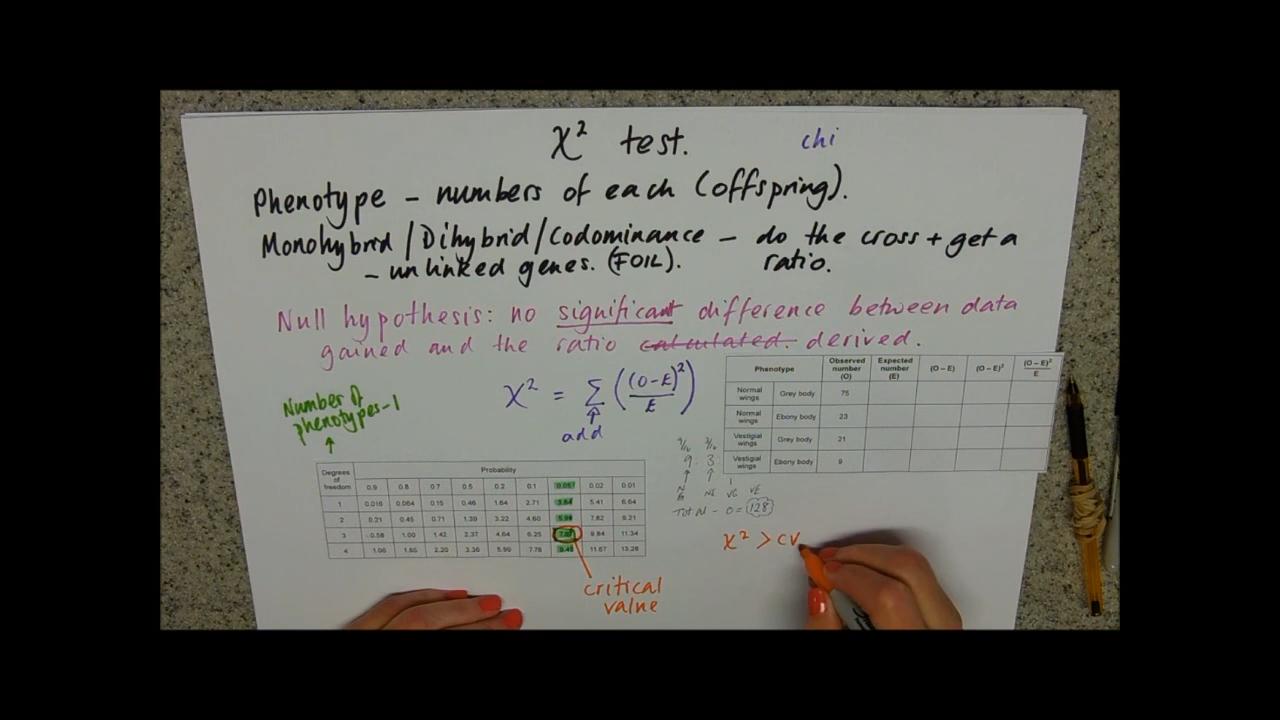 χ² test. chi
Phenotype – numbers of each (offspring).
Monohybrid / Dihybrid / Codominance – do the cross + get a
– unlinked genes. (FOIL). ratio.
Null hypothesis: no significant difference between data
gained and the ratio calculated. derived.
Number of
phenotypes-1
χ² = Σ ((O-E)²/E)
add
Phenotype | Observed number (O) | Expected number (E) | (O – E) | (O – E)² | (O – E)² / E
Normal wings | Grey body | 75
Normal wings | Ebony body | 23
Vestigial wings | Grey body | 21
Vestigial wings | Ebony body | 9
9/16 3/16
9 3
NE VG VE
Total – O = 128
Degrees of freedom | Probability
0.9 0.8 0.7 0.5 0.2 0.1 0.05 0.02 0.01
1 0.016 0.064 0.15 0.46 1.64 2.71 3.84 5.41 6.64
2 0.21 0.45 0.71 1.39 3.22 4.60 5.99 7.82 9.21
3 0.58 1.00 1.42 2.37 4.64 6.25 7.82 9.84 11.34
4 1.06 1.65 2.20 3.36 5.99 7.78 9.49 11.67 13.28
critical
value
χ² > CV